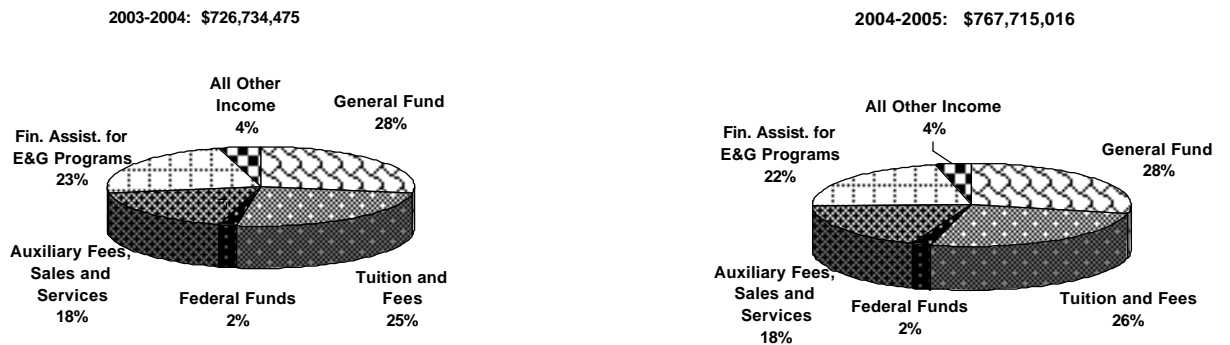 2003-2004: $726,734,475
All Other
Income
4%
General Fund
28%
Fin. Assist. for
E&G Programs
23%
Auxiliary Fees,
Sales and
Services
18%
Federal Funds
2%
Tuition and
Fees
25%
2004-2005: $767,715,016
All Other Income
4%
Fin. Assist. for
E&G Programs
22%
General Fund
28%
Auxiliary Fees,
Sales and
Services
18%
Federal Funds
2%
Tuition and Fees
26%